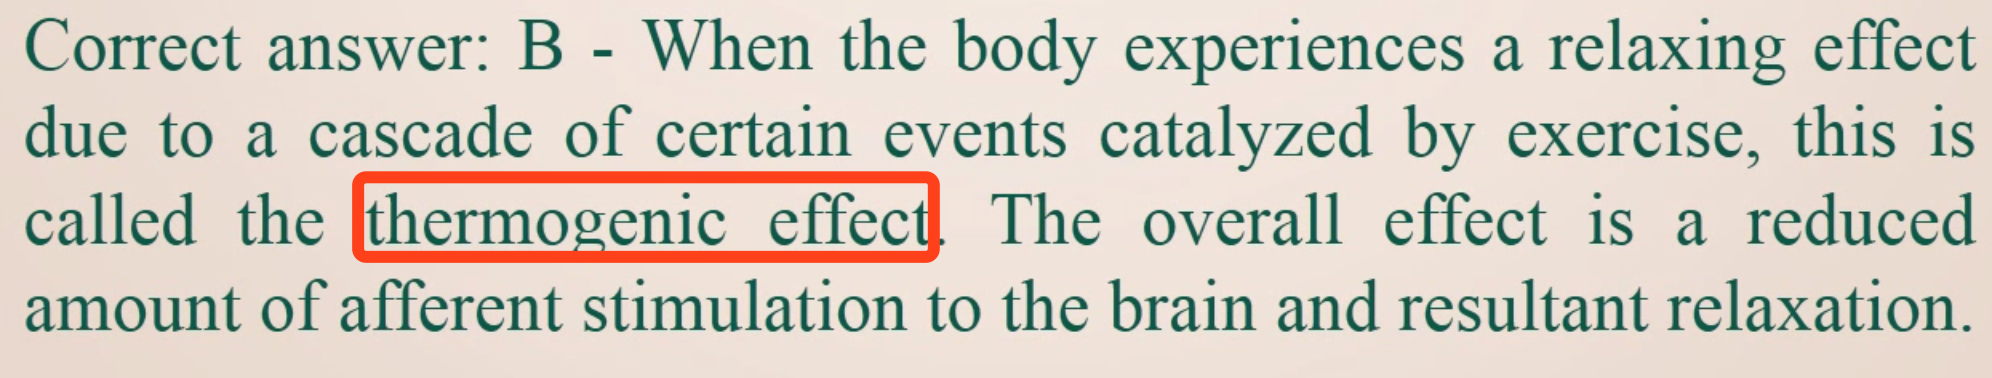 Correct answer: B - When the body experiences a relaxing effect
due to a cascade of certain events catalyzed by exercise, this is
called the thermogenic effect. The overall effect is a reduced
amount of afferent stimulation to the brain and resultant relaxation.